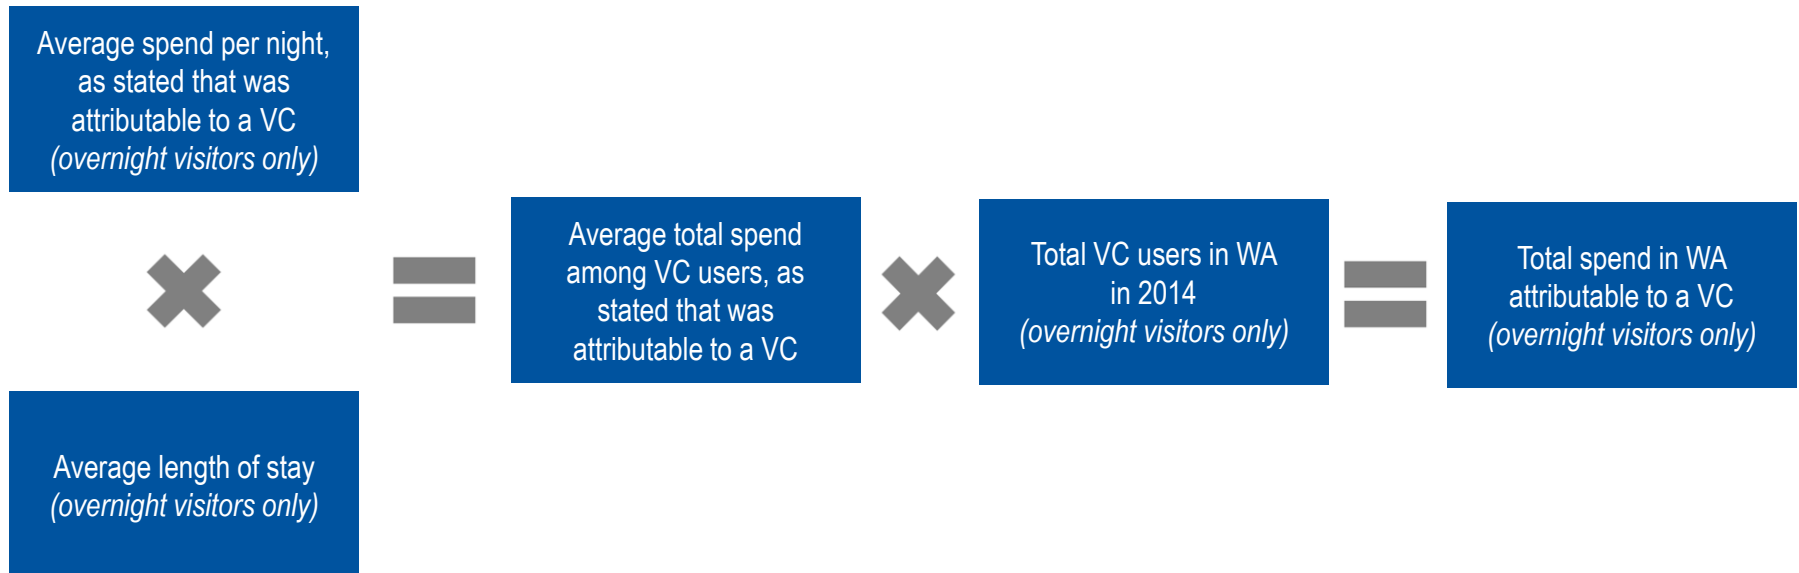 Average spend per night,
as stated that was
attributable to a VC
(overnight visitors only)
Average length of stay
(overnight visitors only)
Average total spend
among VC users, as
stated that was
attributable to a VC
Total VC users in WA
in 2014
(overnight visitors only)
Total spend in WA
attributable to a VC
(overnight visitors only)